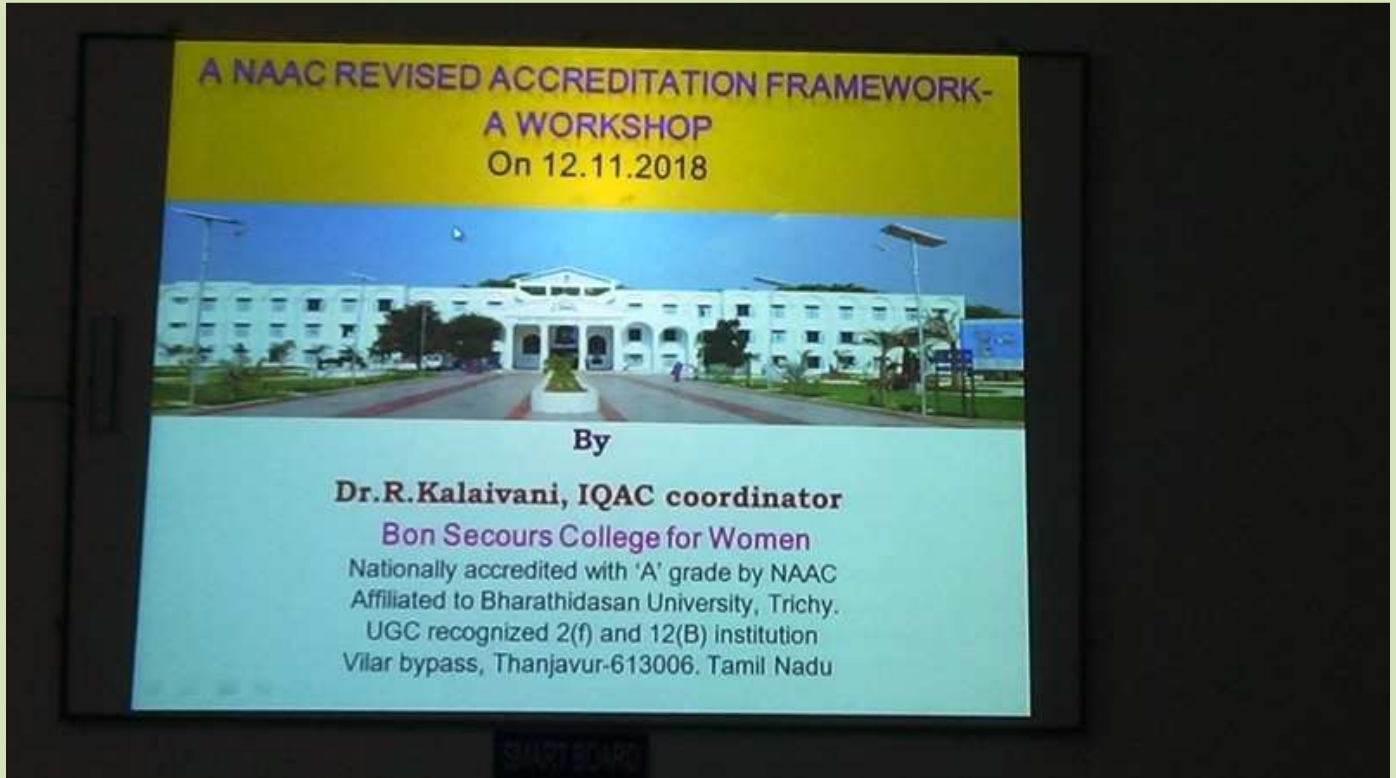 A NAAC REVISED ACCREDITATION FRAMEWORK-
A WORKSHOP
On 12.11.2018
By
Dr.R.Kalaivani, IQAC coordinator
Bon Secours College for Women
Nationally accredited with 'A' grade by NAAC
Affiliated to Bharathidasan University, Trichy.
UGC recognized 2(f) and 12(B) institution
Vilar bypass, Thanjavur-613006. Tamil Nadu
SMART BOARD